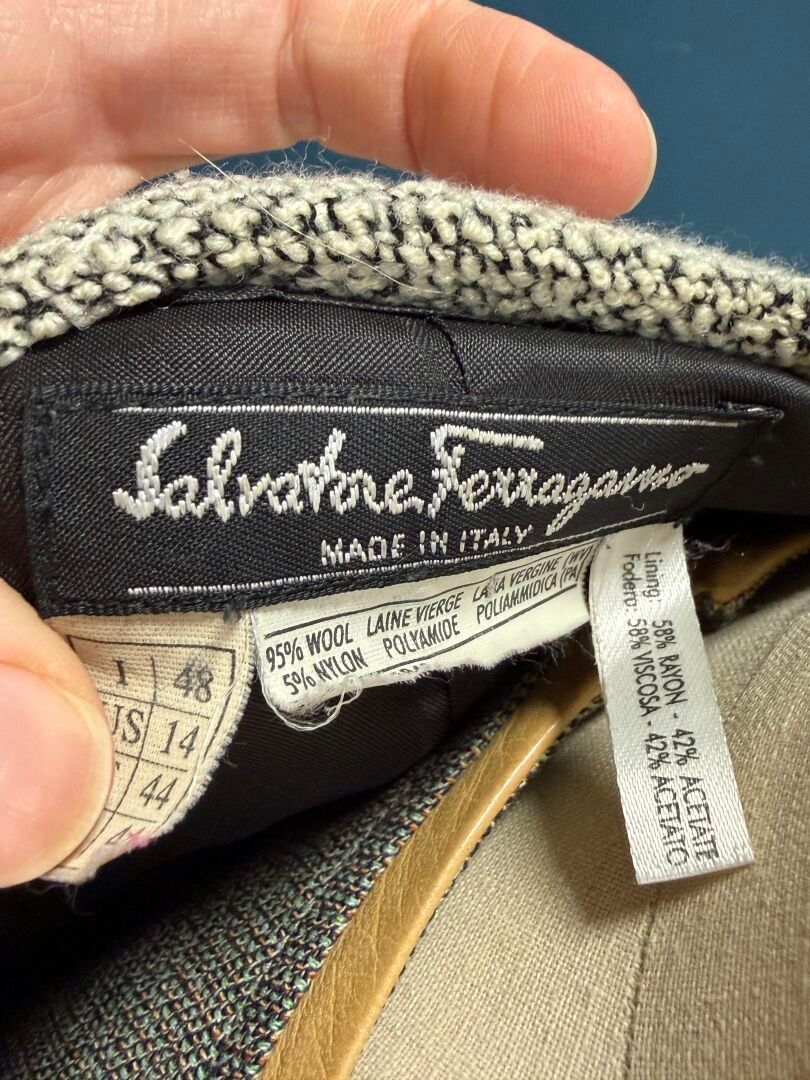 Salvatore Ferragamo
MADE IN ITALY
95% WOOL LAINE VIERGE LANA VERGINE (WV)
5% NYLON POLYAMIDE POLIAMMIDICA (PA)
I 48
US 14
44
Lining: 58% RAYON - 42% ACETATE
Fodera: 58% VISCOSA - 42% ACETATO